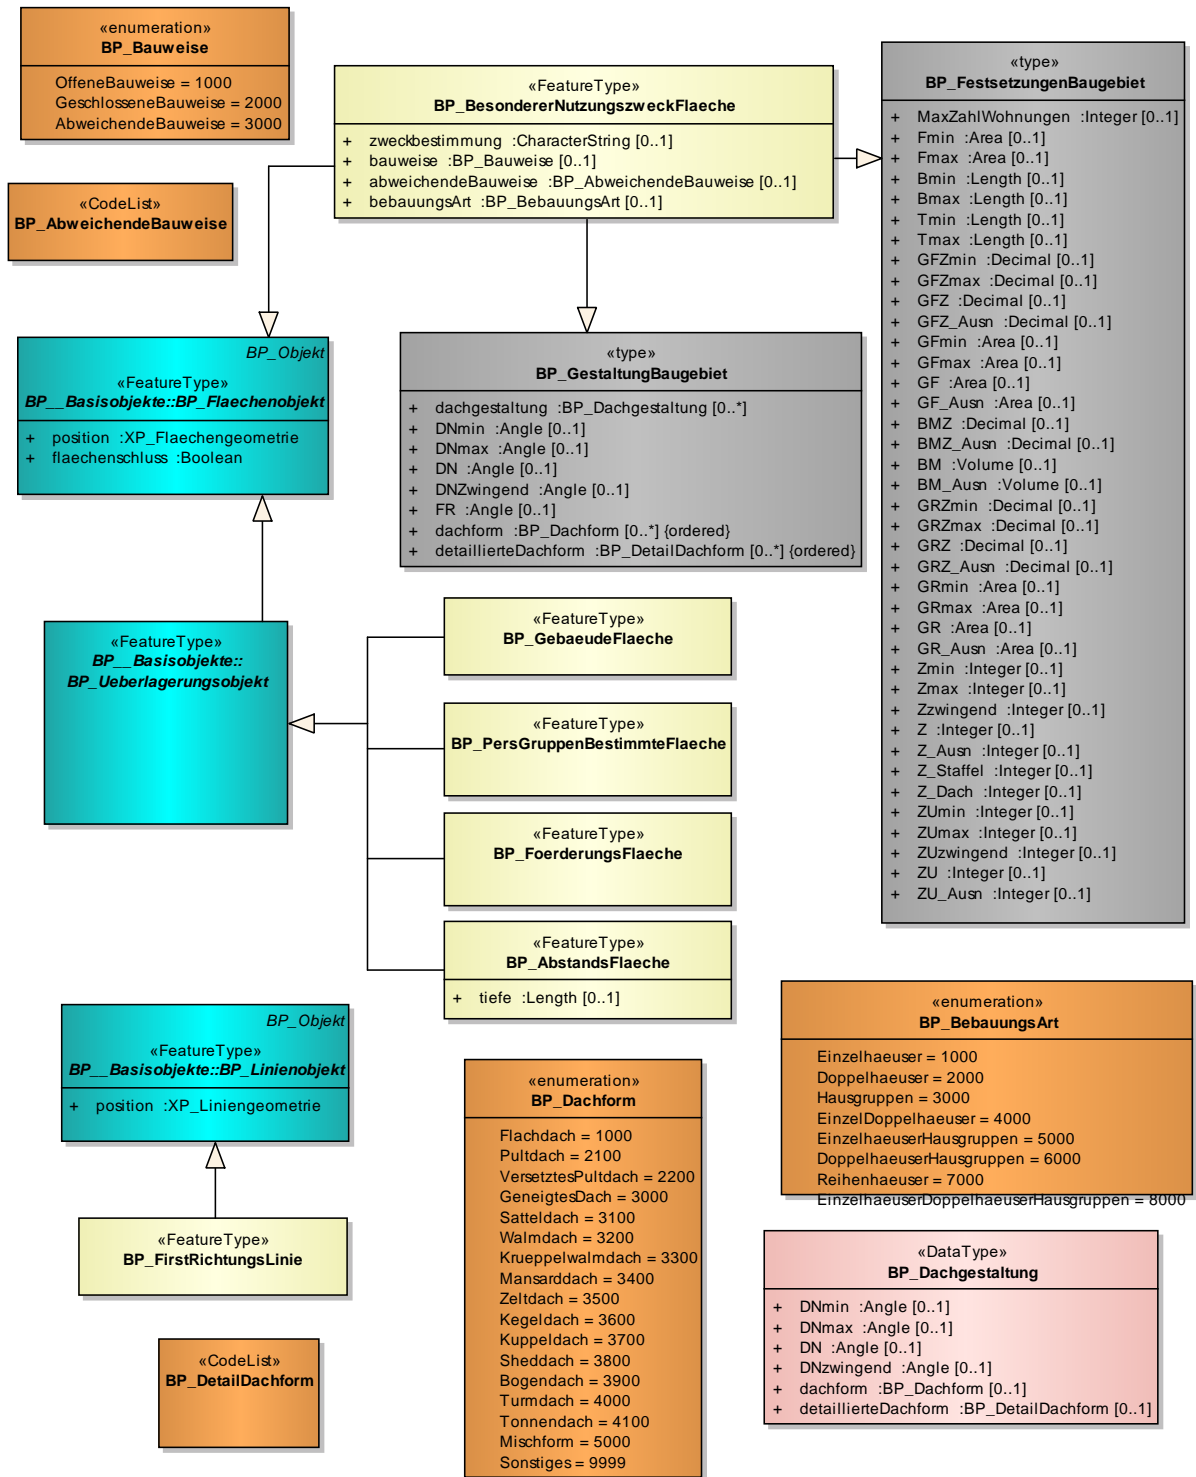 «enumeration»
BP_Bauweise
OffeneBauweise = 1000
GeschlosseneBauweise = 2000
AbweichendeBauweise = 3000
«CodeList»
BP_AbweichendeBauweise
«FeatureType»
BP_BesondererNutzungszweckFlaeche
+ zweckbestimmung :CharacterString [0..1]
+ bauweise :BP_Bauweise [0..1]
+ abweichendeBauweise :BP_AbweichendeBauweise [0..1]
+ bebauungsArt :BP_BebauungsArt [0..1]
«type»
BP_FestsetzungenBaugebiet
+ MaxZahlWohnungen :Integer [0..1]
+ Fmin :Area [0..1]
+ Fmax :Area [0..1]
+ Bmin :Length [0..1]
+ Bmax :Length [0..1]
+ Tmin :Length [0..1]
+ Tmax :Length [0..1]
+ GFZmin :Decimal [0..1]
+ GFZmax :Decimal [0..1]
+ GFZ :Decimal [0..1]
+ GFZ_Ausn :Decimal [0..1]
+ GFmin :Area [0..1]
+ GFmax :Area [0..1]
+ GF :Area [0..1]
+ GF_Ausn :Area [0..1]
+ BMZ :Decimal [0..1]
+ BMZ_Ausn :Decimal [0..1]
+ BM :Volume [0..1]
+ BM_Ausn :Volume [0..1]
+ GRZmin :Decimal [0..1]
+ GRZmax :Decimal [0..1]
+ GRZ :Decimal [0..1]
+ GRZ_Ausn :Decimal [0..1]
+ GRmin :Area [0..1]
+ GRmax :Area [0..1]
+ GR :Area [0..1]
+ GR_Ausn :Area [0..1]
+ Zmin :Integer [0..1]
+ Zmax :Integer [0..1]
+ Zzwingend :Integer [0..1]
+ Z :Integer [0..1]
+ Z_Ausn :Integer [0..1]
+ Z_Staffel :Integer [0..1]
+ Z_Dach :Integer [0..1]
+ ZUmin :Integer [0..1]
+ ZUmax :Integer [0..1]
+ ZUzwingend :Integer [0..1]
+ ZU :Integer [0..1]
+ ZU_Ausn :Integer [0..1]
BP_Objekt
«FeatureType»
BP__Basisobjekte::BP_Flaechenobjekt
+ position :XP_Flaechengeometrie
+ flaechenschluss :Boolean
«type»
BP_GestaltungBaugebiet
+ dachgestaltung :BP_Dachgestaltung [0..*]
+ DNmin :Angle [0..1]
+ DNmax :Angle [0..1]
+ DN :Angle [0..1]
+ DNZwingend :Angle [0..1]
+ FR :Angle [0..1]
+ dachform :BP_Dachform [0..*] {ordered}
+ detaillierteDachform :BP_DetailDachform [0..*] {ordered}
«FeatureType»
BP__Basisobjekte::
BP_Ueberlagerungsobjekt
«FeatureType»
BP_GebaeudeFlaeche
«FeatureType»
BP_PersGruppenBestimmteFlaeche
«FeatureType»
BP_FoerderungsFlaeche
«FeatureType»
BP_AbstandsFlaeche
+ tiefe :Length [0..1]
BP_Objekt
«FeatureType»
BP__Basisobjekte::BP_Linienobjekt
+ position :XP_Liniengeometrie
«FeatureType»
BP_FirstRichtungsLinie
«CodeList»
BP_DetailDachform
«enumeration»
BP_Dachform
Flachdach = 1000
Pultdach = 2100
VersetztesPultdach = 2200
GeneigtesDach = 3000
Satteldach = 3100
Walmdach = 3200
Krueppelwalmdach = 3300
Mansarddach = 3400
Zeltdach = 3500
Kegeldach = 3600
Kuppeldach = 3700
Sheddach = 3800
Bogendach = 3900
Turmdach = 4000
Tonnendach = 4100
Mischform = 5000
Sonstiges = 9999
«enumeration»
BP_BebauungsArt
Einzelhaeuser = 1000
Doppelhaeuser = 2000
Hausgruppen = 3000
EinzelDoppelhaeuser = 4000
EinzelhaeuserHausgruppen = 5000
DoppelhaeuserHausgruppen = 6000
Reihenhaeuser = 7000
EinzelhaeuserDoppelhaeuserHausgruppen = 8000
«DataType»
BP_Dachgestaltung
+ DNmin :Angle [0..1]
+ DNmax :Angle [0..1]
+ DN :Angle [0..1]
+ DNzwingend :Angle [0..1]
+ dachform :BP_Dachform [0..1]
+ detaillierteDachform :BP_DetailDachform [0..1]